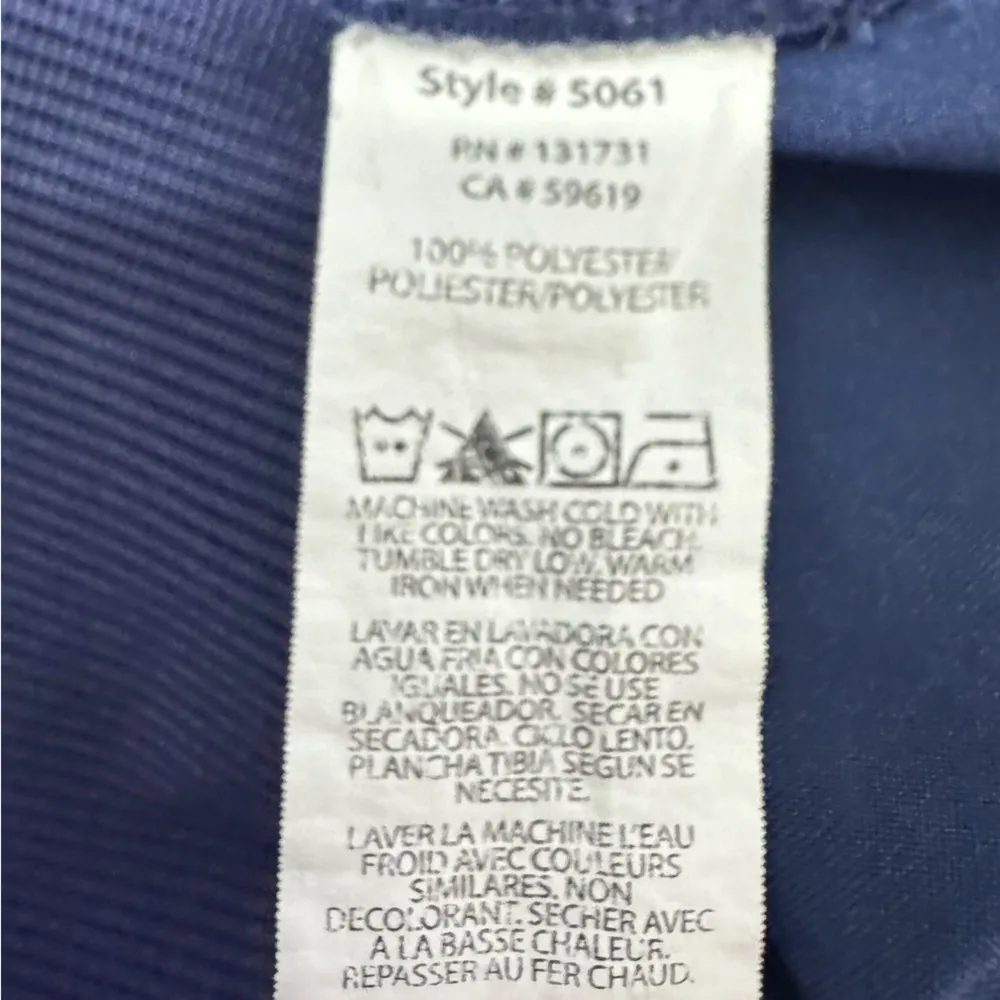 Style # 5061
RN # 131731
CA # 59619
100% POLYESTER
POLIESTER/POLYESTER
MACHINE WASH COLD WITH
LIKE COLORS. NO BLEACH.
TUMBLE DRY LOW. WARM
IRON WHEN NEEDED
LAVAR EN LAVADORA CON
AGUA FRIA CON COLORES
IGUALES. NO SE USE
BLANQUEADOR. SECAR EN
SECADORA. CICLO LENTO.
PLANCHA TIBIA SEGUN SE
NECESITE.
LAVER LA MACHINE L'EAU
FROID AVEC COULEURS
SIMILARES. NON
DECOLORANT. SECHER AVEC
A LA BASSE CHALEUR.
REPASSER AU FER CHAUD.